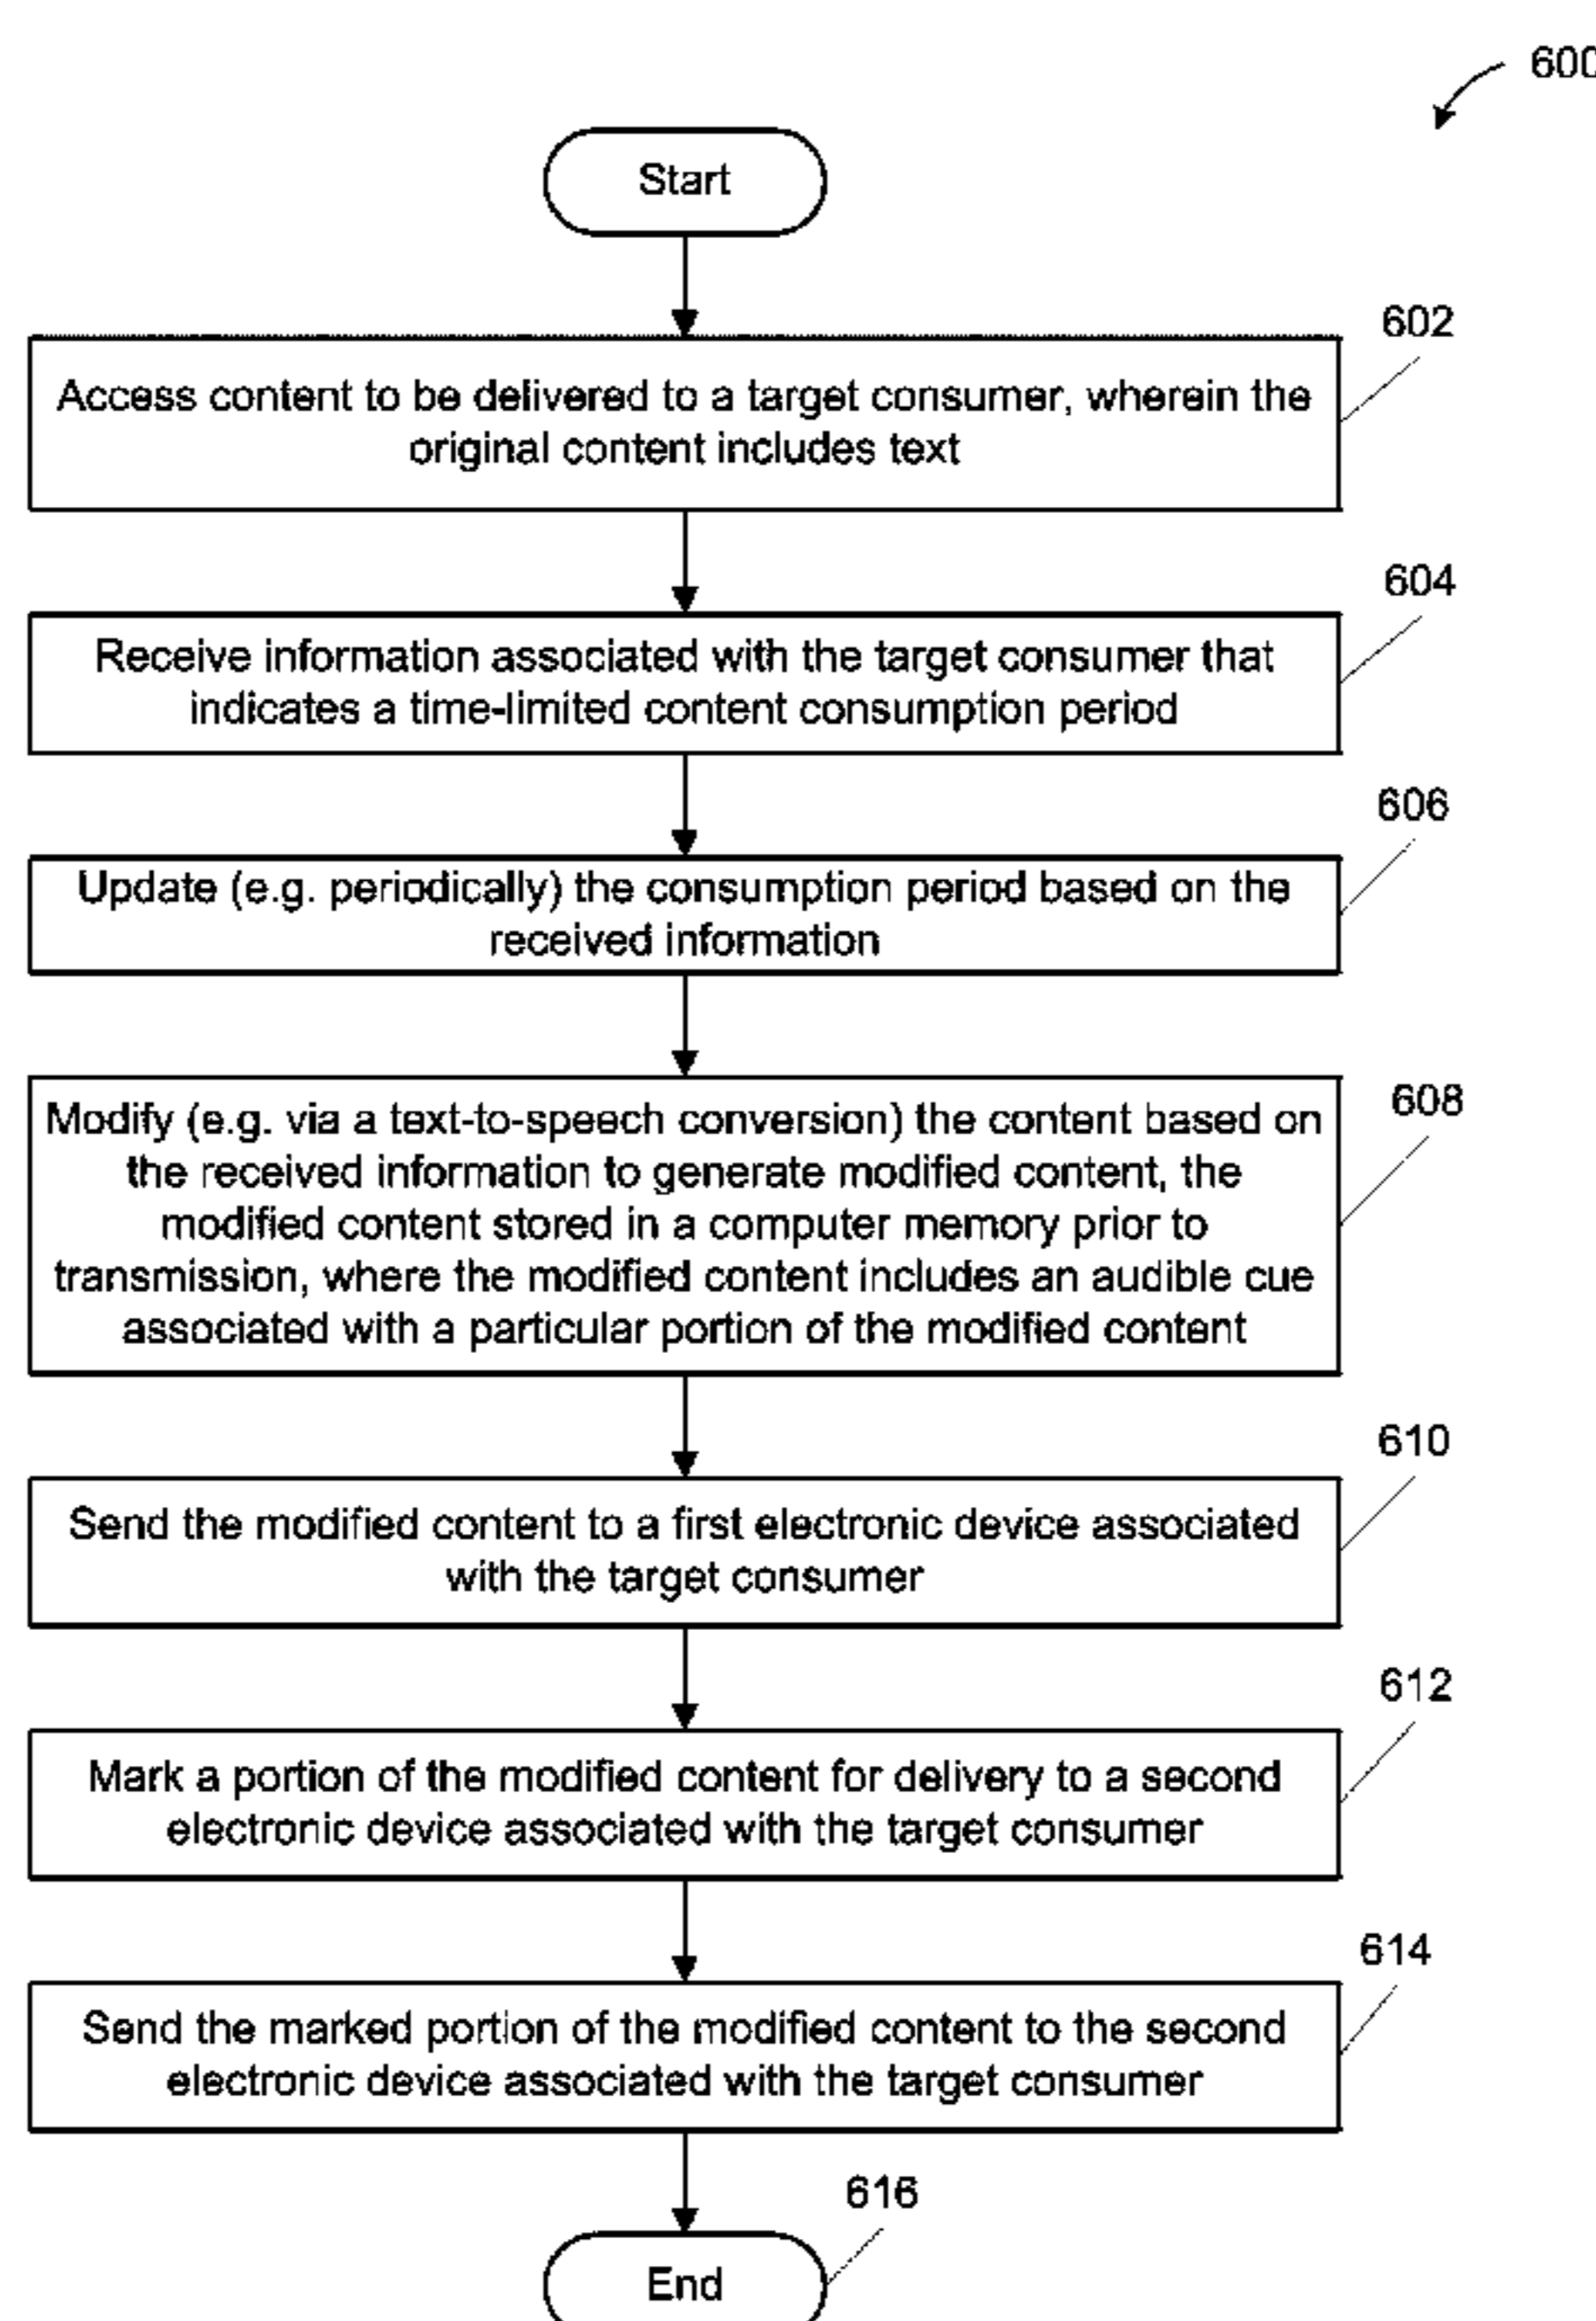 600
Start
602
Access content to be delivered to a target consumer, wherein the
original content includes text
604
Receive information associated with the target consumer that
indicates a time-limited content consumption period
606
Update (e.g. periodically) the consumption period based on the
received information
608
Modify (e.g. via a text-to-speech conversion) the content based on
the received information to generate modified content, the
modified content stored in a computer memory prior to
transmission, where the modified content includes an audible cue
associated with a particular portion of the modified content
610
Send the modified content to a first electronic device associated
with the target consumer
612
Mark a portion of the modified content for delivery to a second
electronic device associated with the target consumer
614
Send the marked portion of the modified content to the second
electronic device associated with the target consumer
616
End